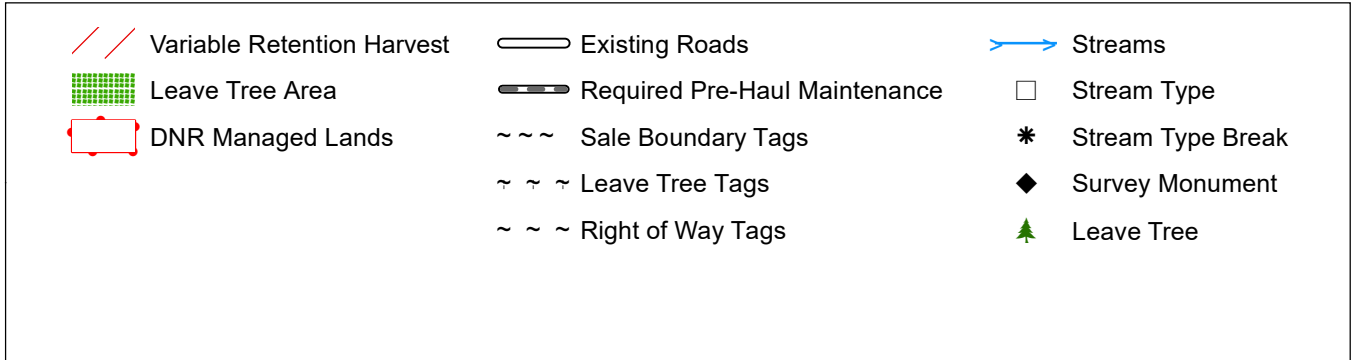 Variable Retention Harvest
Leave Tree Area
DNR Managed Lands
Existing Roads
Required Pre-Haul Maintenance
Sale Boundary Tags
Leave Tree Tags
Right of Way Tags
Streams
Stream Type
Stream Type Break
Survey Monument
Leave Tree